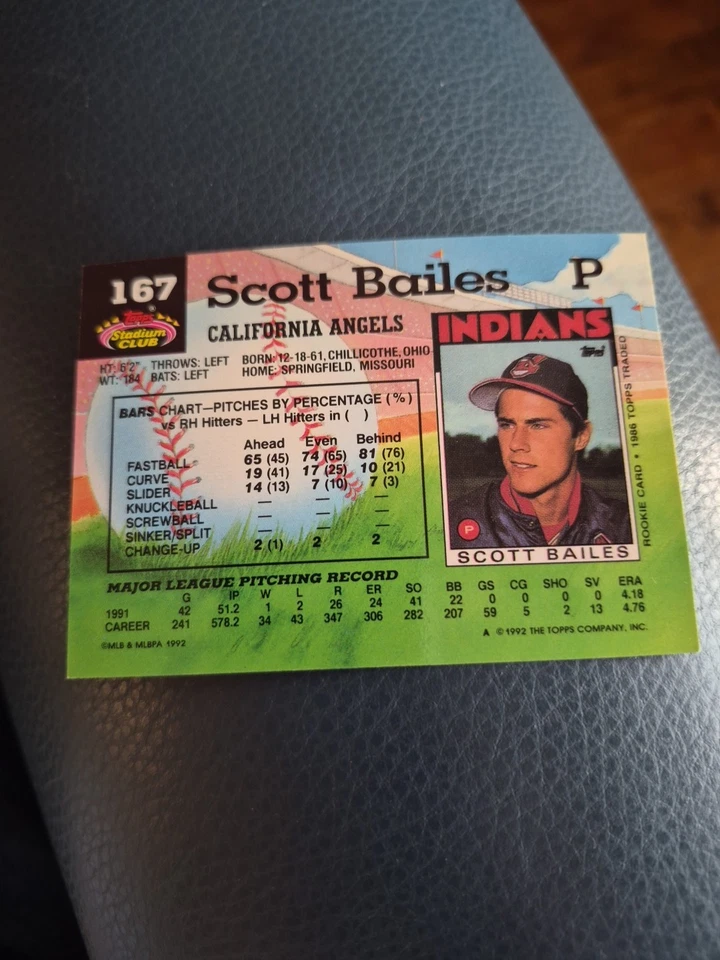 167 Scott Bailes P
Topps
Stadium
CLUB
CALIFORNIA ANGELS
HT: 6'2" THROWS: LEFT BORN: 12-18-61, CHILLICOTHE, OHIO
WT: 184 BATS: LEFT HOME: SPRINGFIELD, MISSOURI
BARS CHART—PITCHES BY PERCENTAGE (%)
vs RH Hitters — LH Hitters in ( )
Ahead Even Behind
FASTBALL 65 (45) 74 (65) 81 (76)
CURVE 19 (41) 17 (25) 10 (21)
SLIDER 14 (13) 7 (10) 7 (3)
KNUCKLEBALL — — —
SCREWBALL — — —
SINKER/SPLIT — — —
CHANGE-UP 2 (1) 2 2
INDIANS
Topps
P
SCOTT BAILES
ROOKIE CARD • 1986 TOPPS TRADED
MAJOR LEAGUE PITCHING RECORD
G IP W L R ER SO BB GS CG SHO SV ERA
1991 42 51.2 1 2 26 24 41 22 0 0 0 0 4.18
CAREER 241 578.2 34 43 347 306 282 207 59 5 2 13 4.76
©MLB & MLBPA 1992
A © 1992 THE TOPPS COMPANY, INC.